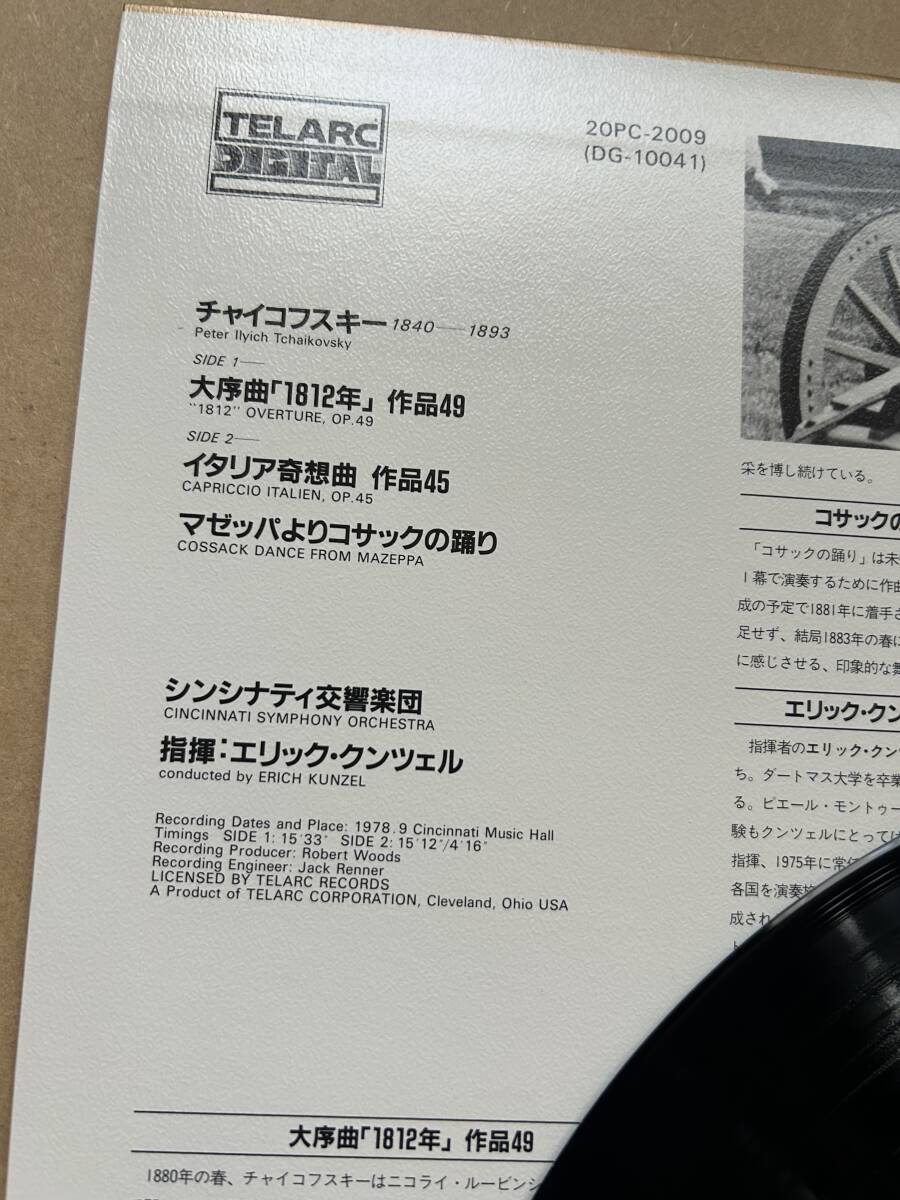 TELARC
DIGITAL
20PC-2009
(DG-10041)
チャイコフスキー 1840—1893
Peter Ilyich Tchaikovsky
SIDE 1—
大序曲「1812年」 作品49
"1812" OVERTURE, OP.49
SIDE 2—
イタリア奇想曲 作品45
CAPRICCIO ITALIEN, OP.45
マゼッパよりコサックの踊り
COSSACK DANCE FROM MAZEPPA
シンシナティ交響楽団
CINCINNATI SYMPHONY ORCHESTRA
指揮:エリック・クンツェル
conducted by ERICH KUNZEL
Recording Dates and Place: 1978.9 Cincinnati Music Hall
Timings SIDE 1: 15'33" SIDE 2: 15'12"/4'16"
Recording Producer: Robert Woods
Recording Engineer: Jack Renner
LICENSED BY TELARC RECORDS
A Product of TELARC CORPORATION, Cleveland, Ohio USA
采を博し続けている。
コサックの
「コサックの踊り」は未
1幕で演奏するために作曲
成の予定で1881年に着手さ
足せず、結局1883年の春に
に感じさせる、印象的な舞
エリック・クン
指揮者のエリック・クン
ち。ダートマス大学を卒業
る。ピエール・モントゥー
験もクンツェルにとっては
指揮、1975年に常任
各国を演奏
成され
大序曲「1812年」 作品49
1880年の春、チャイコフスキーはニコライ・ルービンシ